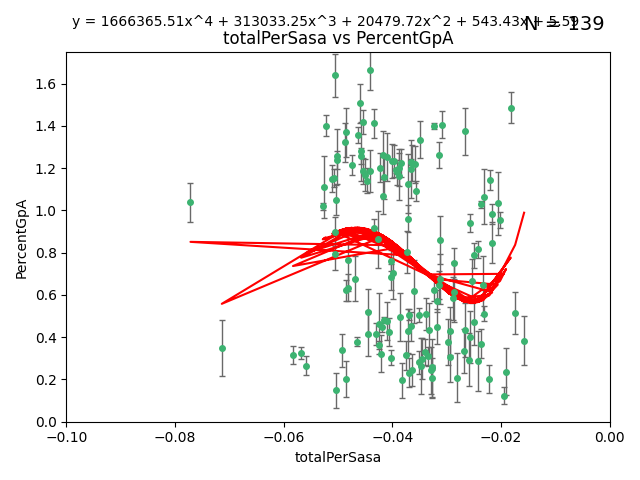 y = 1666365.51x^4 + 313033.25x^3 + 20479.72x^2 + 543.43x + 5.59
N = 139
totalPerSasa vs PercentGpA
PercentGpA
1.6
1.4
1.2
1.0
0.8
0.6
0.4
0.2
0.0
−0.10 −0.08 −0.06 −0.04 −0.02 0.00
totalPerSasa